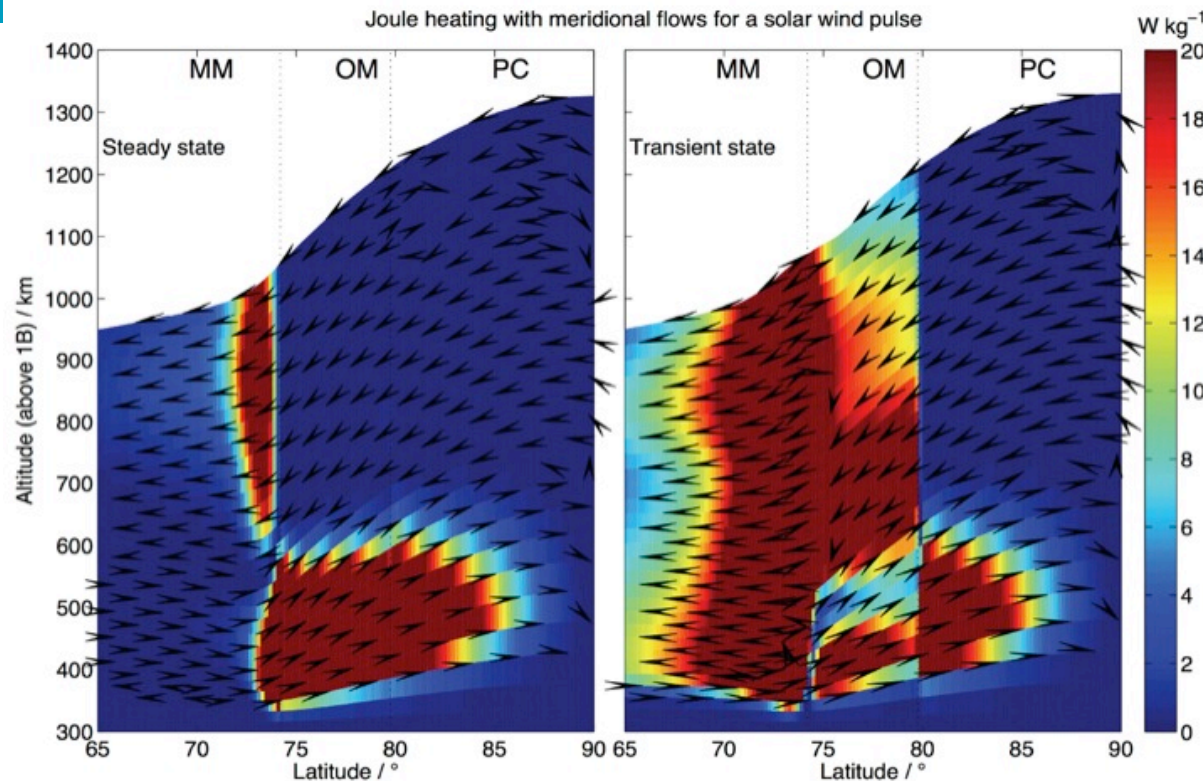 Joule heating with meridional flows for a solar wind pulse
W kg⁻¹
MM OM PC
Steady state
MM OM PC
Transient state
1400
1300
1200
1100
1000
900
800
700
600
500
400
300
Altitude (above 1B) / km
65 70 75 80 85 90
Latitude / °
65 70 75 80 85 90
Latitude / °
20
18
16
14
12
10
8
6
4
2
0